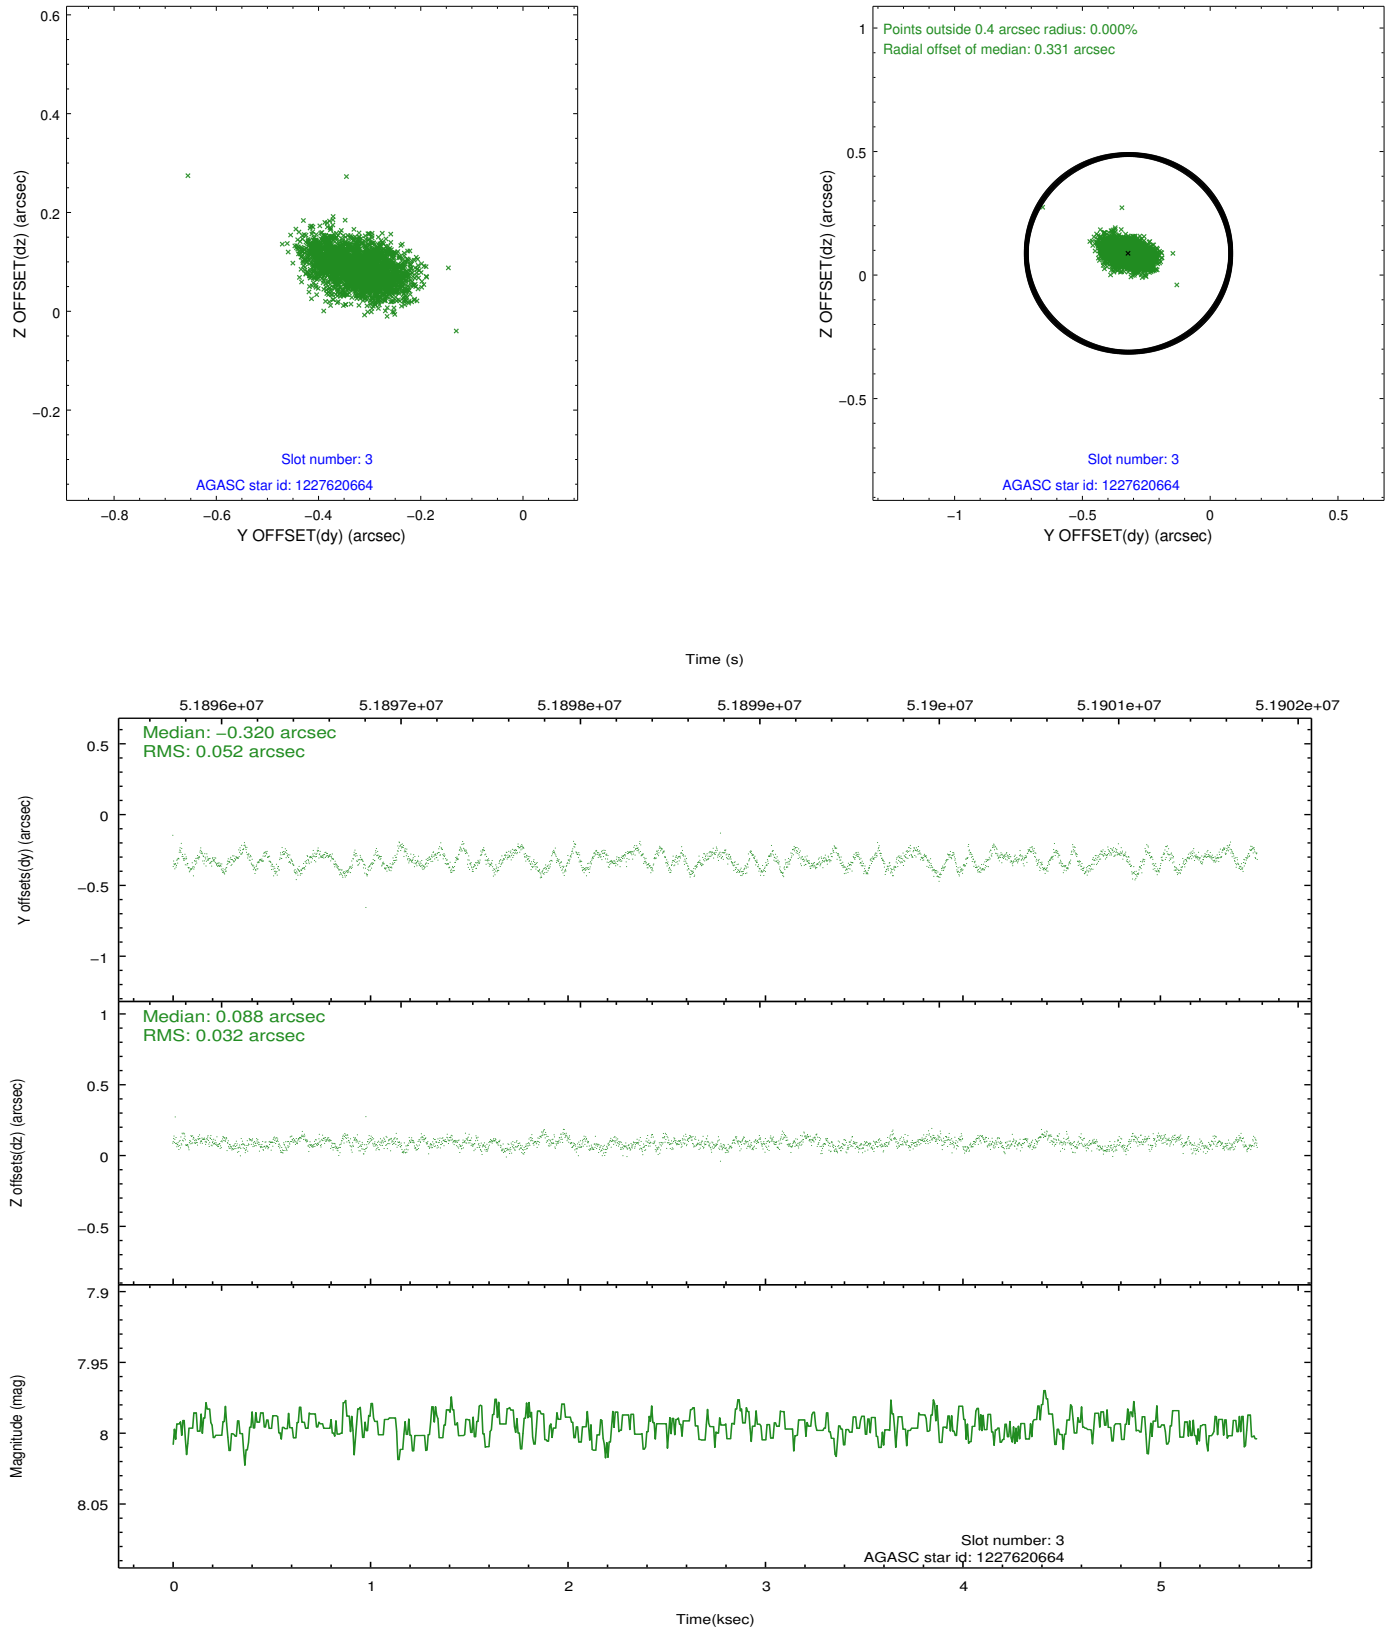 0.6
0.4
0.2
0
−0.2
Z OFFSET(dz) (arcsec)
Slot number: 3
AGASC star id: 1227620664
−0.8 −0.6 −0.4 −0.2 0
Y OFFSET(dy) (arcsec)
Points outside 0.4 arcsec radius: 0.000%
Radial offset of median: 0.331 arcsec
1
0.5
0
−0.5
Z OFFSET(dz) (arcsec)
Slot number: 3
AGASC star id: 1227620664
−1 −0.5 0 0.5
Y OFFSET(dy) (arcsec)
Time (s)
5.1896e+07 5.1897e+07 5.1898e+07 5.1899e+07 5.19e+07 5.1901e+07 5.1902e+07
Median: −0.320 arcsec
RMS: 0.052 arcsec
0.5
0
−0.5
−1
Y offsets(dy) (arcsec)
Median: 0.088 arcsec
RMS: 0.032 arcsec
1
0.5
0
−0.5
Z offsets(dz) (arcsec)
7.9
7.95
8
8.05
Magnitude (mag)
Slot number: 3
AGASC star id: 1227620664
0 1 2 3 4 5
Time(ksec)